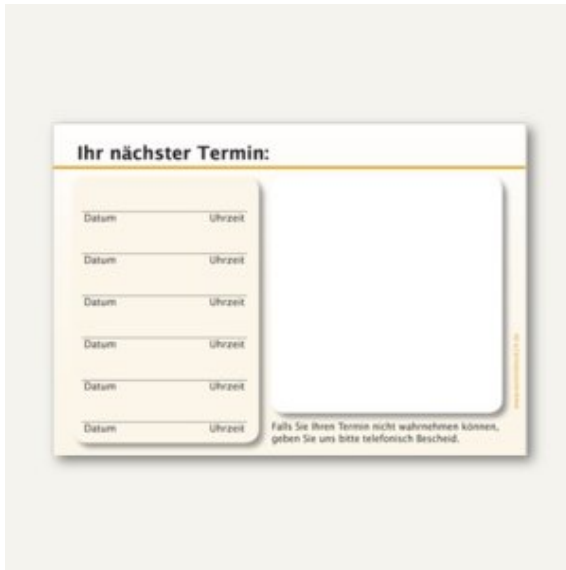 Ihr nächster Termin:
Datum Uhrzeit
Datum Uhrzeit
Datum Uhrzeit
Datum Uhrzeit
Datum Uhrzeit
Datum Uhrzeit
Falls Sie Ihren Termin nicht wahrnehmen können,
geben Sie uns bitte telefonisch Bescheid.